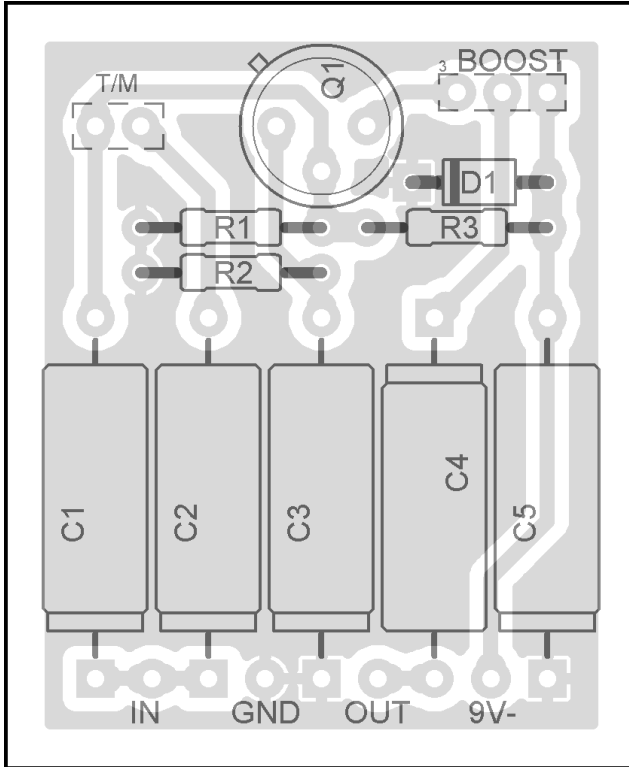 3 BOOST
T/M
Q1
D1
R1
R3
R2
C1
C2
C3
C4
C5
IN GND OUT 9V-